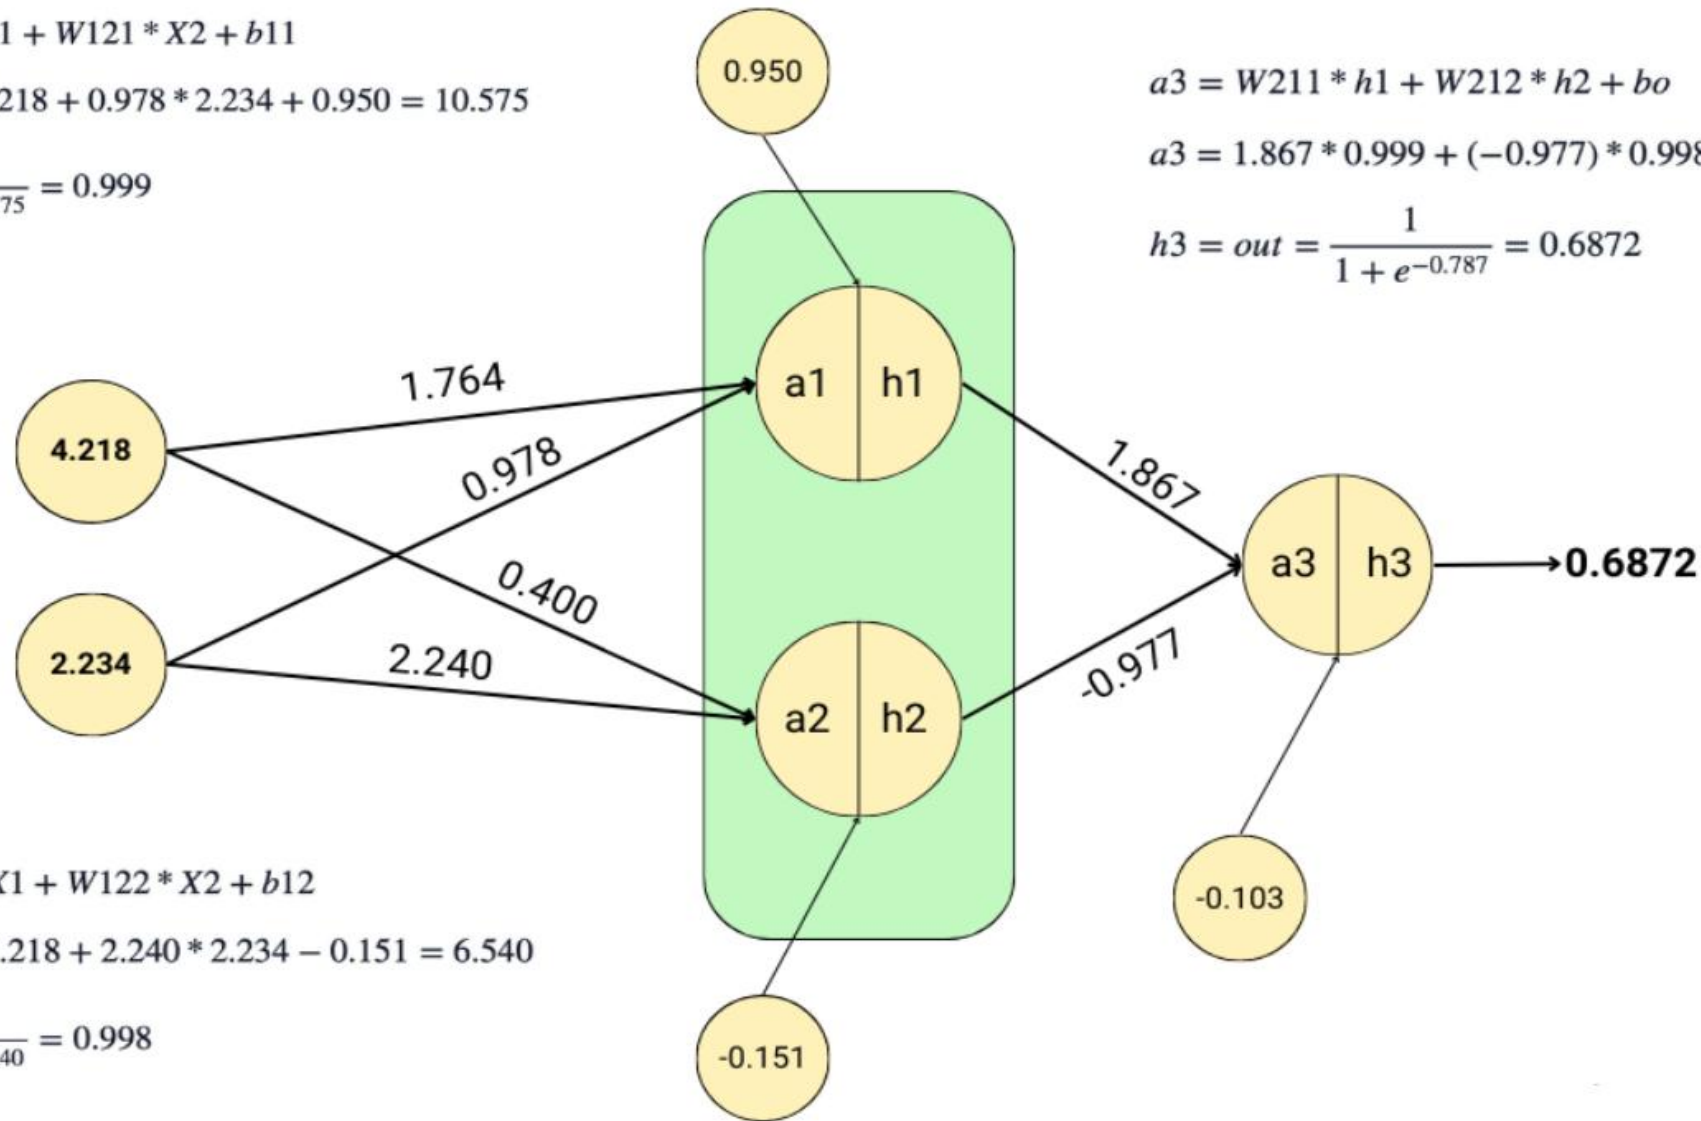 1 + W121 * X2 + b11
218 + 0.978 * 2.234 + 0.950 = 10.575
75 = 0.999
0.950
a3 = W211 * h1 + W212 * h2 + bo
a3 = 1.867 * 0.999 + (−0.977) * 0.998
h3 = out = 1 / 1 + e^−0.787 = 0.6872
4.218
2.234
1.764
0.978
0.400
2.240
a1 h1
a2 h2
1.867
-0.977
a3 h3
0.6872
-0.103
X1 + W122 * X2 + b12
.218 + 2.240 * 2.234 − 0.151 = 6.540
40 = 0.998
-0.151